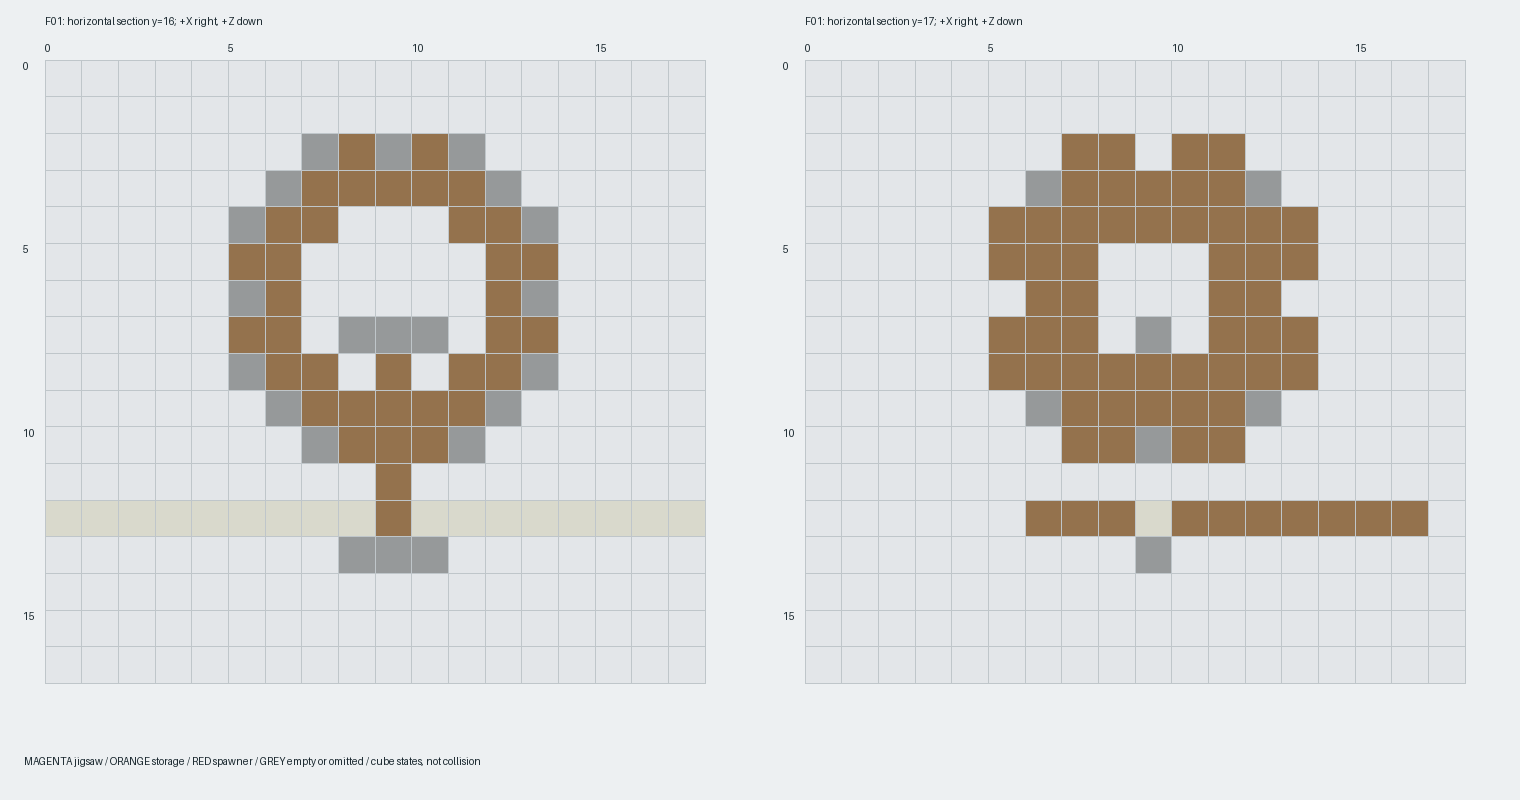 F01: horizontal section y=16; +X right, +Z down
F01: horizontal section y=17; +X right, +Z down
0 5 10 15
0 5 10 15
0 0
5 5
10 10
15 15
MAGENTA jigsaw / ORANGE storage / RED spawner / GREY empty or omitted / cube states, not collision